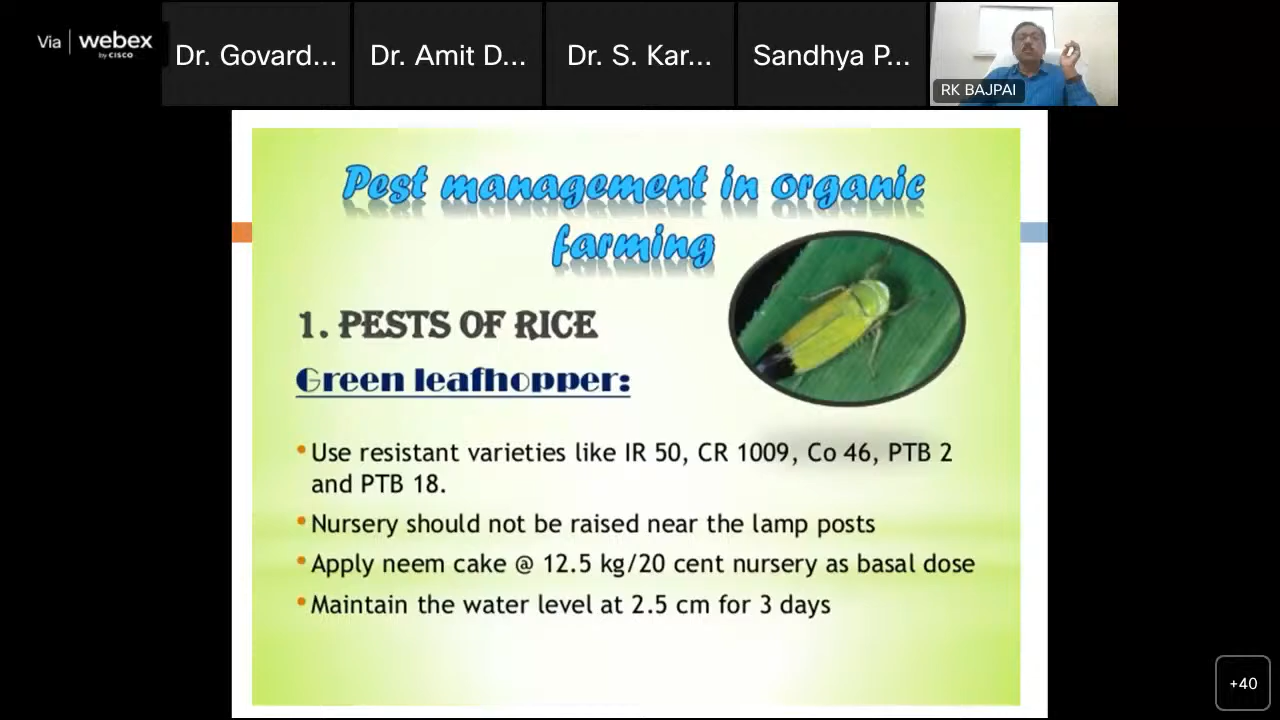 Via | webex
by CISCO
Dr. Govard...
Dr. Amit D...
Dr. S. Kar...
Sandhya P...
RK BAJPAI
Pest management in organic
farming
1. PESTS OF RICE
Green leafhopper:
• Use resistant varieties like IR 50, CR 1009, Co 46, PTB 2
and PTB 18.
• Nursery should not be raised near the lamp posts
• Apply neem cake @ 12.5 kg/20 cent nursery as basal dose
• Maintain the water level at 2.5 cm for 3 days
+40